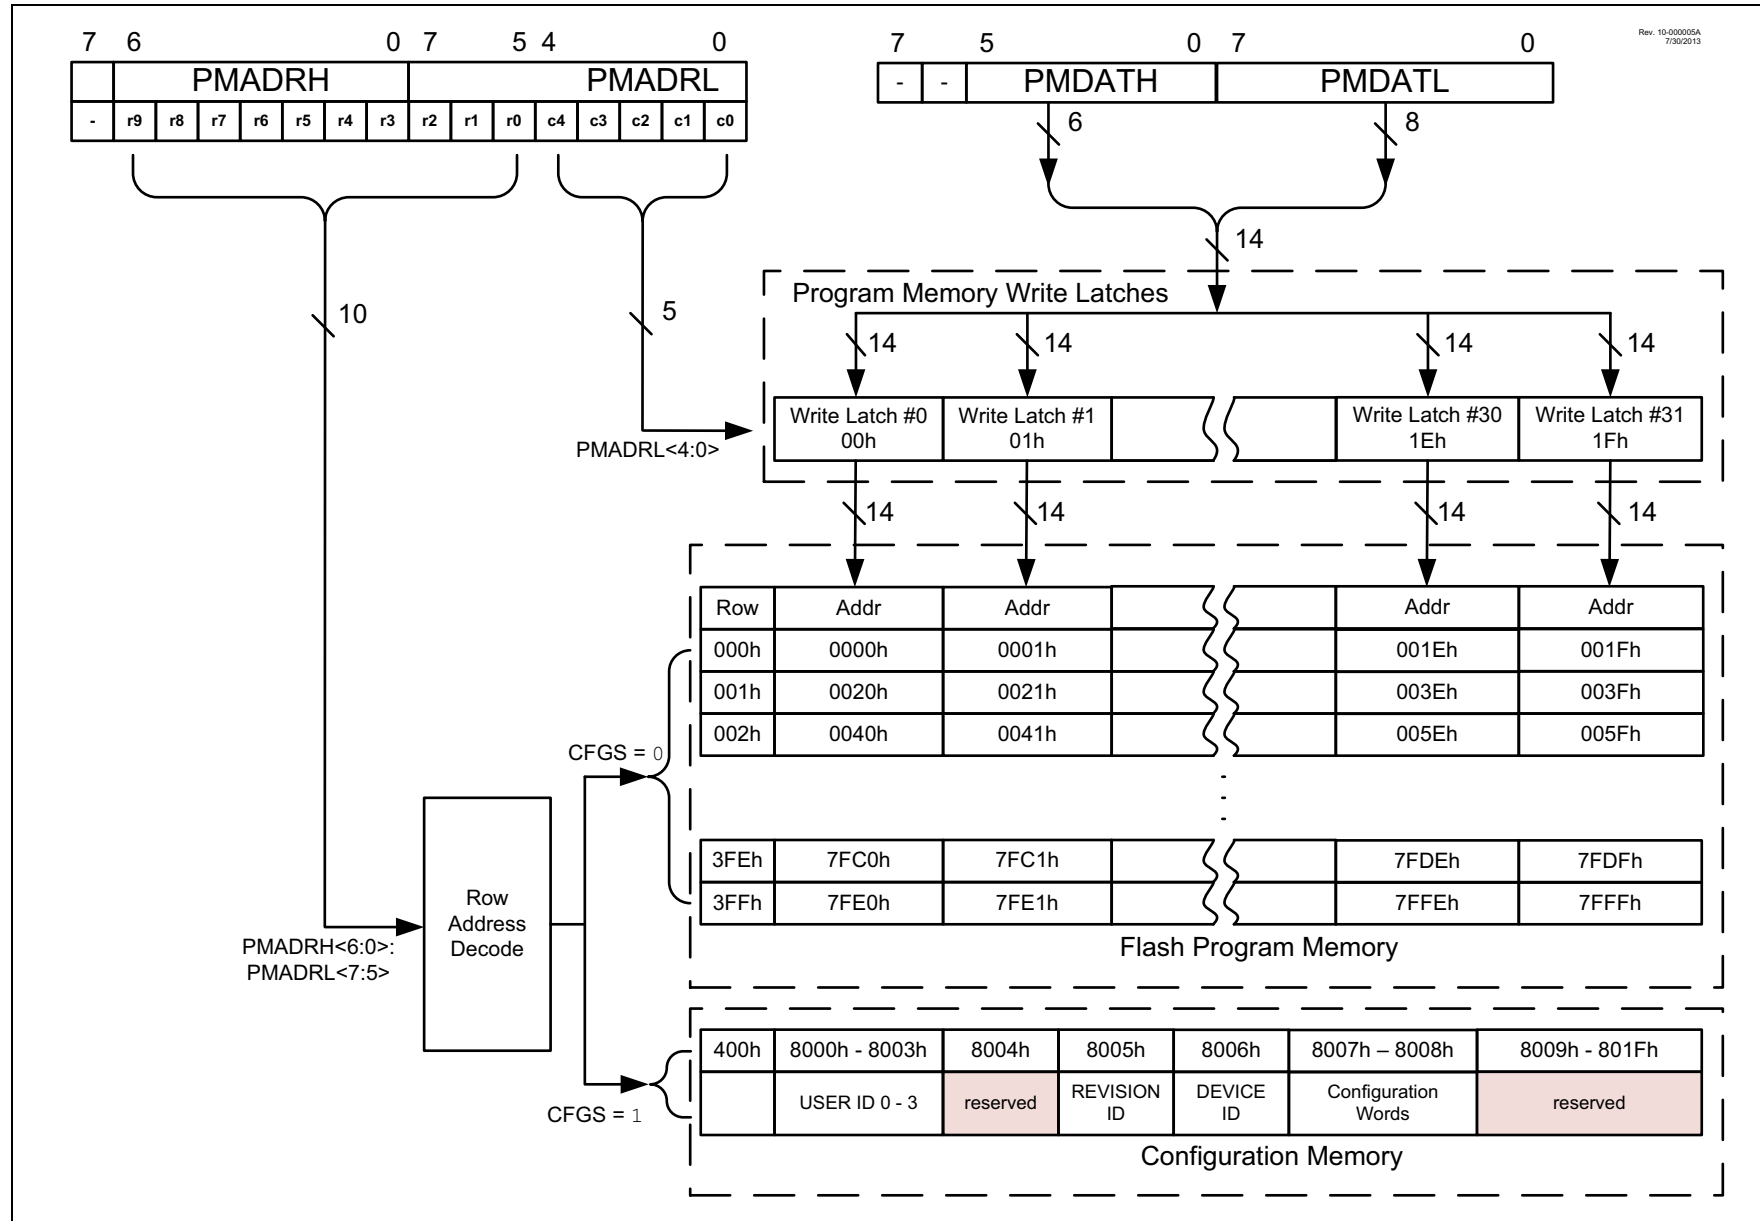 Rev. 10-000005A
7/30/2013
7 6 0 7 5 4 0
7 5 0 7 0
PMADRH PMADRL
- - PMDATH PMDATL
- r9 r8 r7 r6 r5 r4 r3 r2 r1 r0 c4 c3 c2 c1 c0
6 8
14
10
5
Program Memory Write Latches
14 14 14 14
Write Latch #0 Write Latch #1 Write Latch #30 Write Latch #31
00h 01h 1Eh 1Fh
PMADRL<4:0>
14 14 14 14
Row Addr Addr Addr Addr
000h 0000h 0001h 001Eh 001Fh
001h 0020h 0021h 003Eh 003Fh
002h 0040h 0041h 005Eh 005Fh
CFGS = 0
3FEh 7FC0h 7FC1h 7FDEh 7FDFh
3FFh 7FE0h 7FE1h 7FFEh 7FFFh
Flash Program Memory
Row
Address
Decode
PMADRH<6:0>:
PMADRL<7:5>
400h 8000h - 8003h 8004h 8005h 8006h 8007h – 8008h 8009h - 801Fh
USER ID 0 - 3 reserved REVISION ID DEVICE ID Configuration Words reserved
CFGS = 1
Configuration Memory